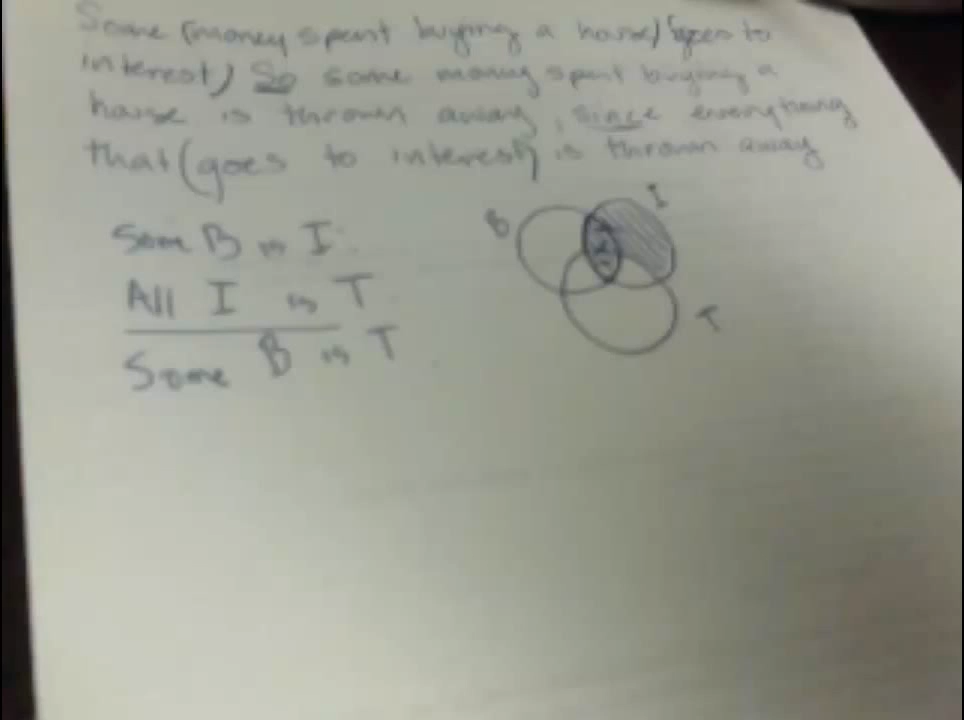 Some (money spent buying a house) (goes to
interest) So some money spent buying a
house is thrown away, since everything
that (goes to interest) is thrown away
Some B is I.
All I is T
Some B is T
B
I
T